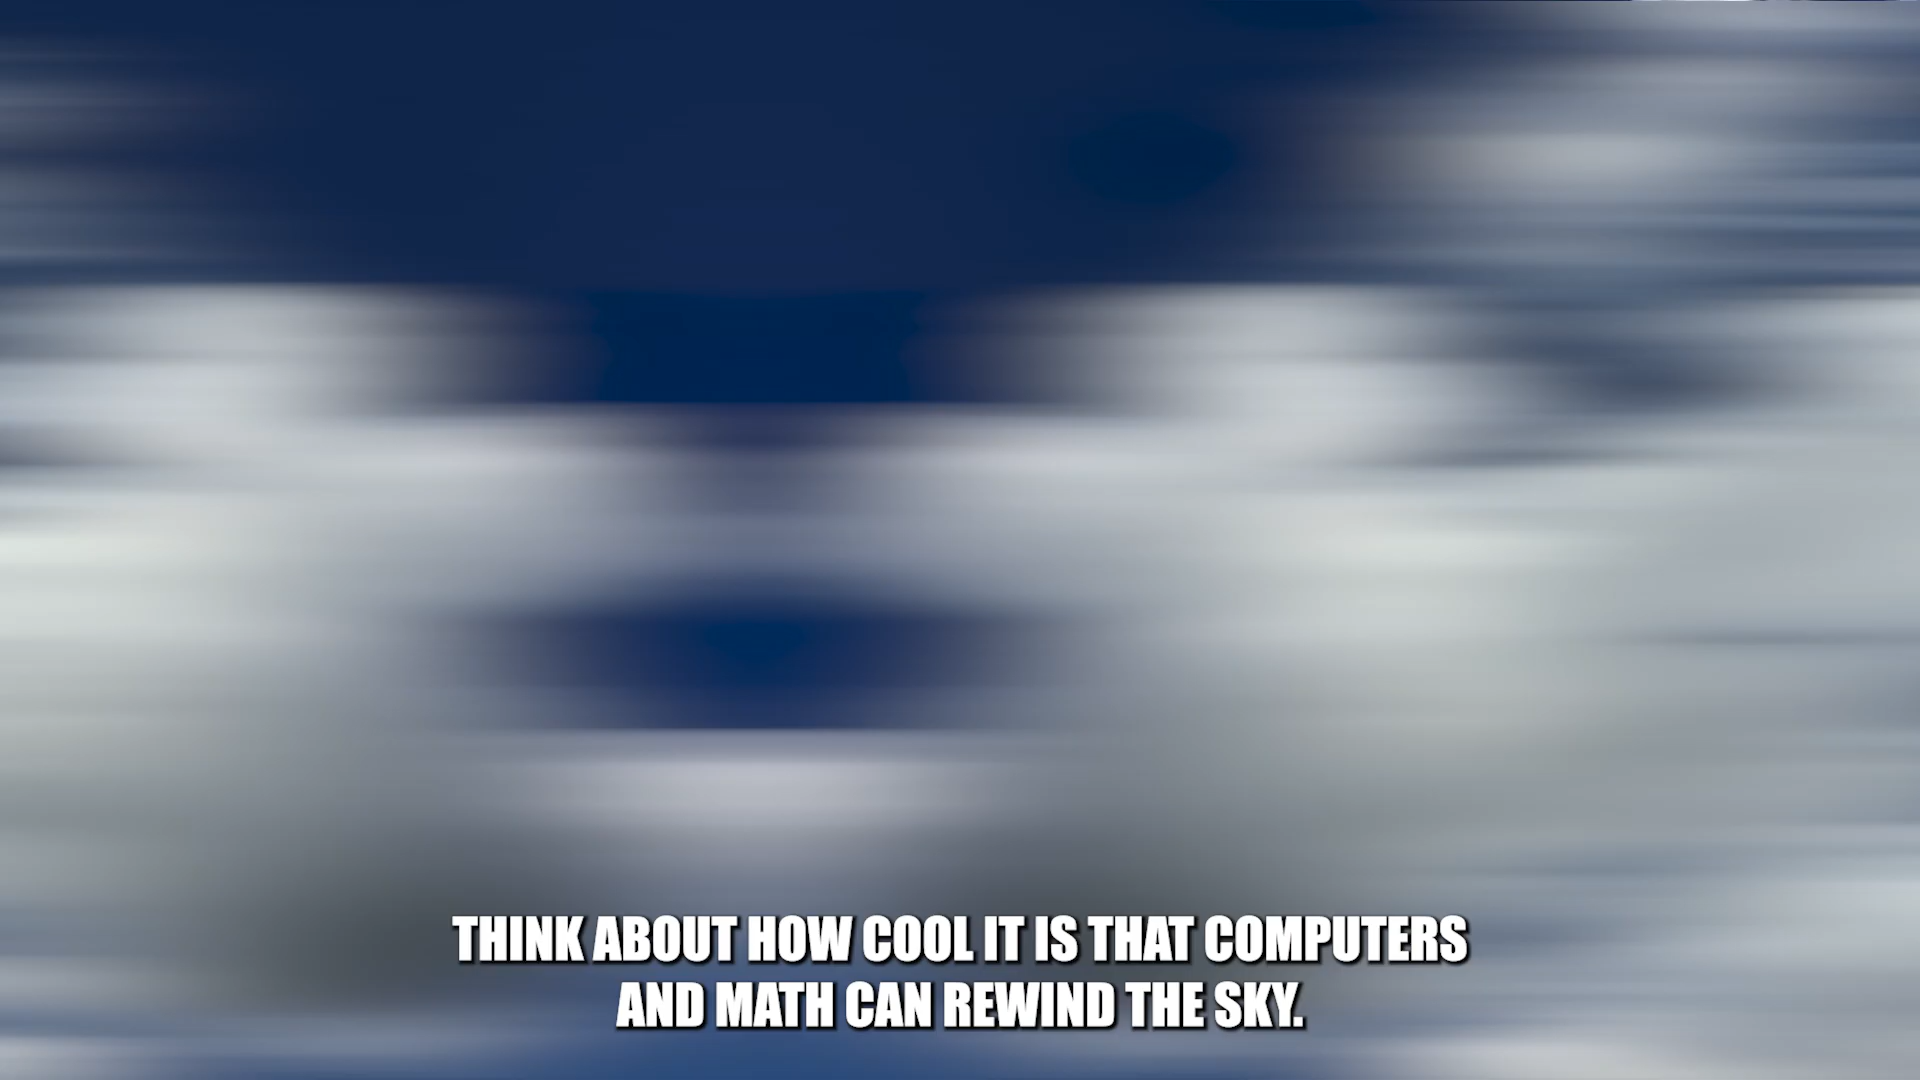 THINK ABOUT HOW COOL IT IS THAT COMPUTERS
AND MATH CAN REWIND THE SKY.